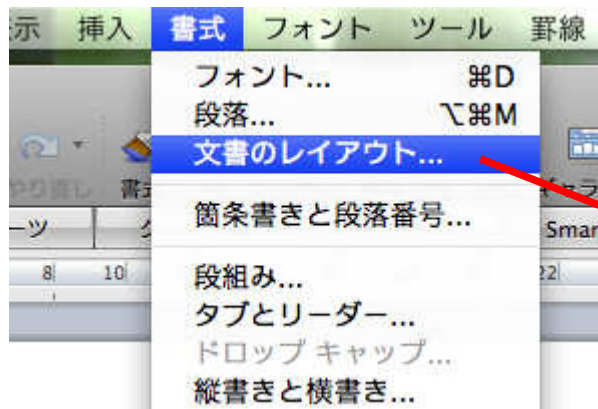 示 挿入 書式 フォント ツール 罫線
フォント... ⌘D
段落... ⌥⌘M
文書のレイアウト...
やり直し 書式
箇条書きと段落番号...
Smar
8 10 22
段組み...
タブとリーダー...
ドロップ キャップ...
縦書きと横書き...